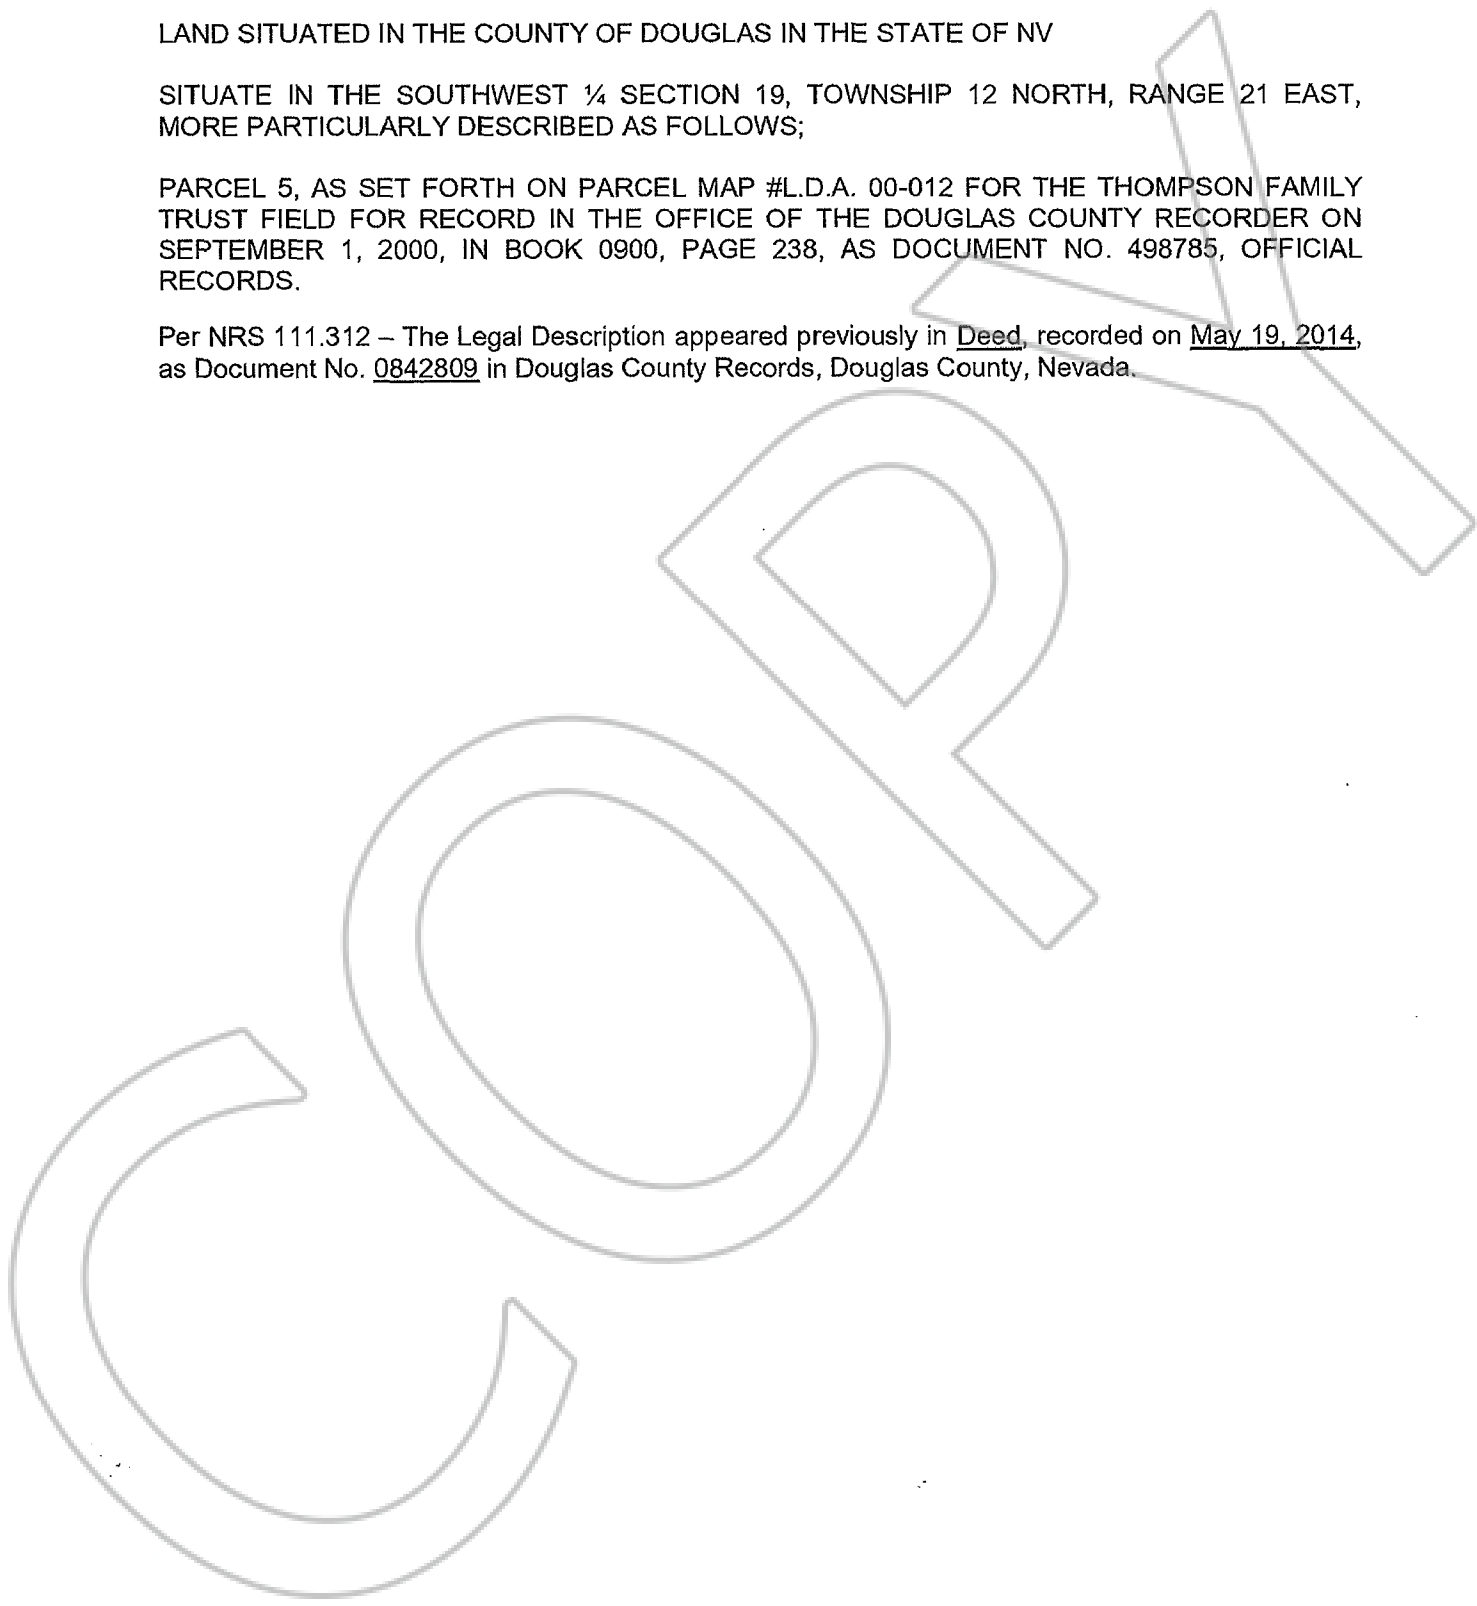 LAND SITUATED IN THE COUNTY OF DOUGLAS IN THE STATE OF NV
SITUATE IN THE SOUTHWEST ¼ SECTION 19, TOWNSHIP 12 NORTH, RANGE 21 EAST,
MORE PARTICULARLY DESCRIBED AS FOLLOWS;
PARCEL 5, AS SET FORTH ON PARCEL MAP #L.D.A. 00-012 FOR THE THOMPSON FAMILY
TRUST FIELD FOR RECORD IN THE OFFICE OF THE DOUGLAS COUNTY RECORDER ON
SEPTEMBER 1, 2000, IN BOOK 0900, PAGE 238, AS DOCUMENT NO. 498785, OFFICIAL
RECORDS.
Per NRS 111.312 – The Legal Description appeared previously in Deed, recorded on May 19, 2014,
as Document No. 0842809 in Douglas County Records, Douglas County, Nevada.
COPY